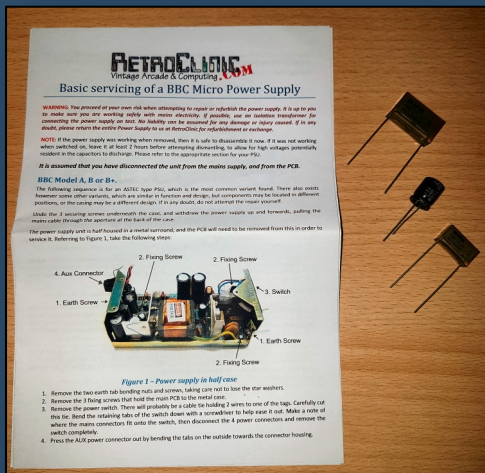 RETROCLINIC.COM
Vintage Arcade & Computing
Basic servicing of a BBC Micro Power Supply
WARNING: You proceed at your own risk when attempting to repair or refurbish the power supply. It is up to you
to make sure you are working safely with mains electricity. If possible, use an isolation transformer for
connecting the power supply on test. No liability can be assumed for any damage or injury caused. If in any
doubt, please return the entire Power Supply to us at RetroClinic for refurbishment or exchange.
NOTE: If the power supply was working when removed, then it is safe to disassemble it now. If it was not working
when switched on, leave it at least 2 hours before attempting dismantling, to allow for high voltages potentially
resident in the capacitors to discharge. Please refer to the appropriate section for your PSU.
It is assumed that you have disconnected the unit from the mains supply, and from the PCB.
BBC Model A, B or B+.
The following sequence is for an ASTEC type PSU, which is the most common variant found. There also exists
however some other variants, which are similar in function and design, but components may be located in different
positions, or the casing may be a different design. If in any doubt, do not attempt the repair yourself.
Undo the 3 securing screws underneath the case, and withdraw the power supply up and forwards, pulling the
mains cable through the aperture at the back of the case.
The power supply unit is half housed in a metal surround, and the PCB will need to be removed from this in order to
service it. Referring to Figure 1, take the following steps:
2. Fixing Screw
2. Fixing Screw
4. Aux Connector
3. Switch
1. Earth Screw
1. Earth Screw
2. Fixing Screw
Figure 1 – Power supply in half case
1. Remove the two earth tab bending nuts and screws, taking care not to lose the star washers.
2. Remove the 3 fixing screws that hold the main PCB to the metal case.
3. Remove the power switch. There will probably be a cable tie holding 2 wires to one of the tags. Carefully cut
this tie. Bend the retaining tabs of the switch down with a screwdriver to help ease it out. Make a note of
where the mains connectors fit onto the switch, then disconnect the 4 power connectors and remove the
switch completely.
4. Press the AUX power connector out by bending the tabs on the outside towards the connector housing.